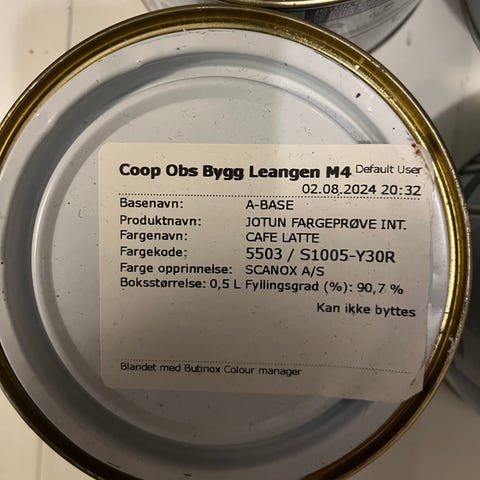 Coop Obs Bygg Leangen M4 Default User
02.08.2024 20:32
Basenavn: A-BASE
Produktnavn: JOTUN FARGEPRØVE INT.
Fargenavn: CAFE LATTE
Fargekode: 5503 / S1005-Y30R
Farge opprinnelse: SCANOX A/S
Boksstørrelse: 0,5 L Fyllingsgrad (%): 90,7 %
Kan ikke byttes
Blandet med Butinox Colour manager